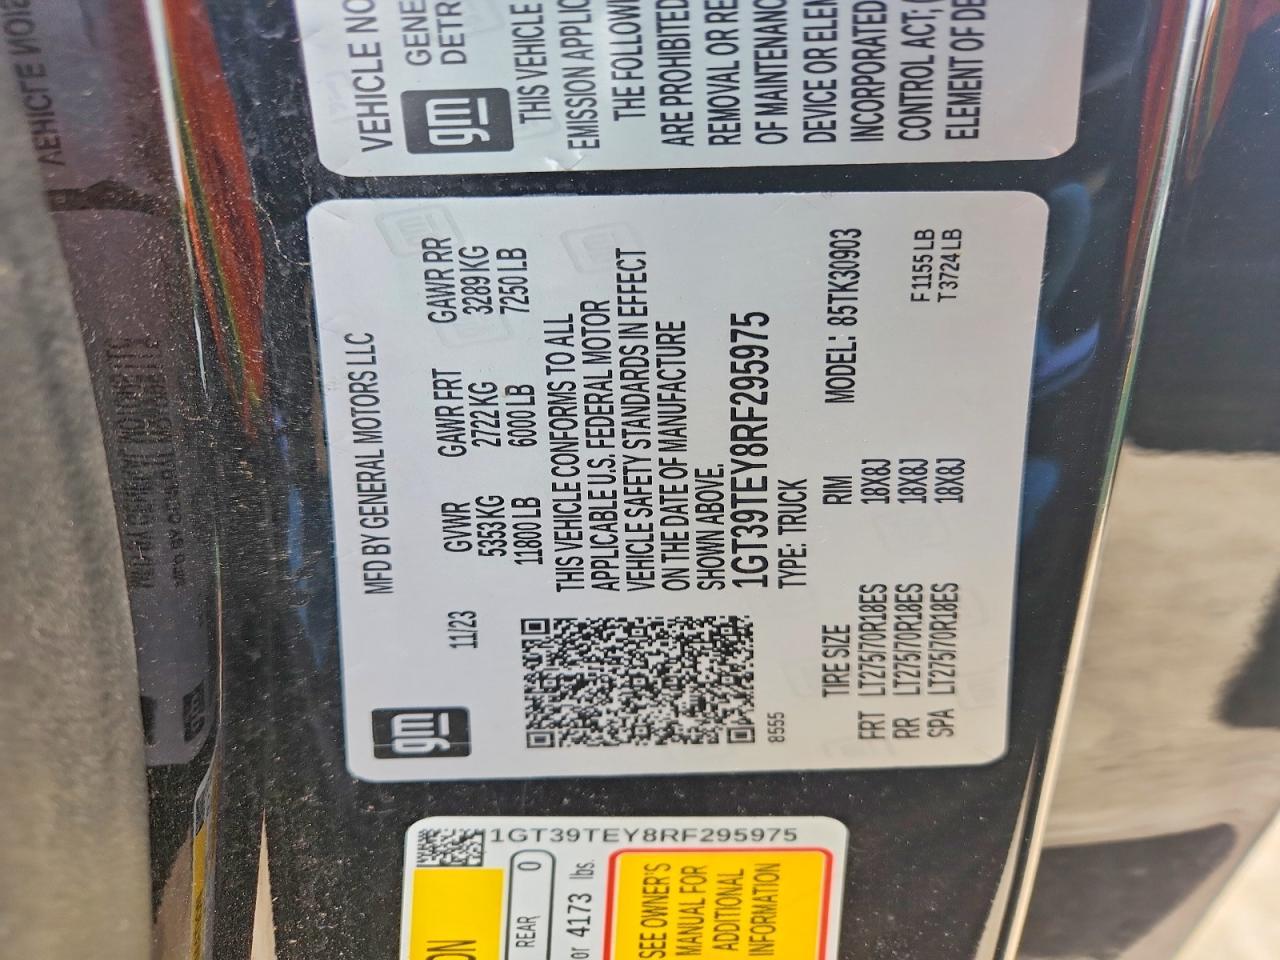 VEHICLE NO
gm
GENE
DETR
THIS VEHICLE
EMISSION APPLIC
THE FOLLOWI
ARE PROHIBITED
REMOVAL OR RE
OF MAINTENANC
DEVICE OR ELEM
INCORPORATED
CONTROL ACT; (
ELEMENT OF DE
gm
MFD BY GENERAL MOTORS LLC
11/23 GVWR GAWR FRT GAWR RR
5353 KG 2722 KG 3289 KG
11800 LB 6000 LB 7250 LB
THIS VEHICLE CONFORMS TO ALL
APPLICABLE U.S. FEDERAL MOTOR
VEHICLE SAFETY STANDARDS IN EFFECT
ON THE DATE OF MANUFACTURE
SHOWN ABOVE.
1GT39TEY8RF295975
8555 TYPE: TRUCK
TIRE SIZE RIM MODEL: 85TK30903
FRT LT275/70R18ES 18X8J
RR LT275/70R18ES 18X8J F 1155 LB
SPA LT275/70R18ES 18X8J T 3724 LB
1GT39TEY8RF295975
ON
REAR 0
or 4173 lbs.
SEE OWNER'S
MANUAL FOR
ADDITIONAL
INFORMATION